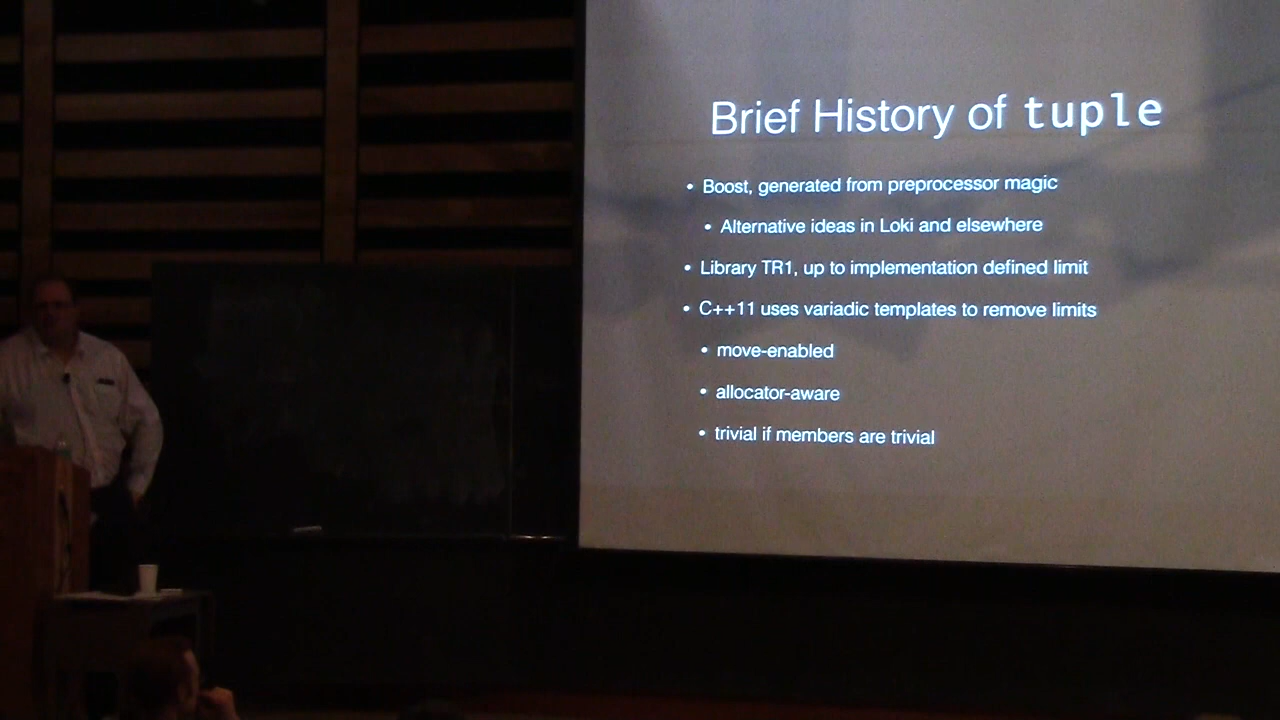 Brief History of tuple
• Boost, generated from preprocessor magic
• Alternative ideas in Loki and elsewhere
• Library TR1, up to implementation defined limit
• C++11 uses variadic templates to remove limits
• move-enabled
• allocator-aware
• trivial if members are trivial